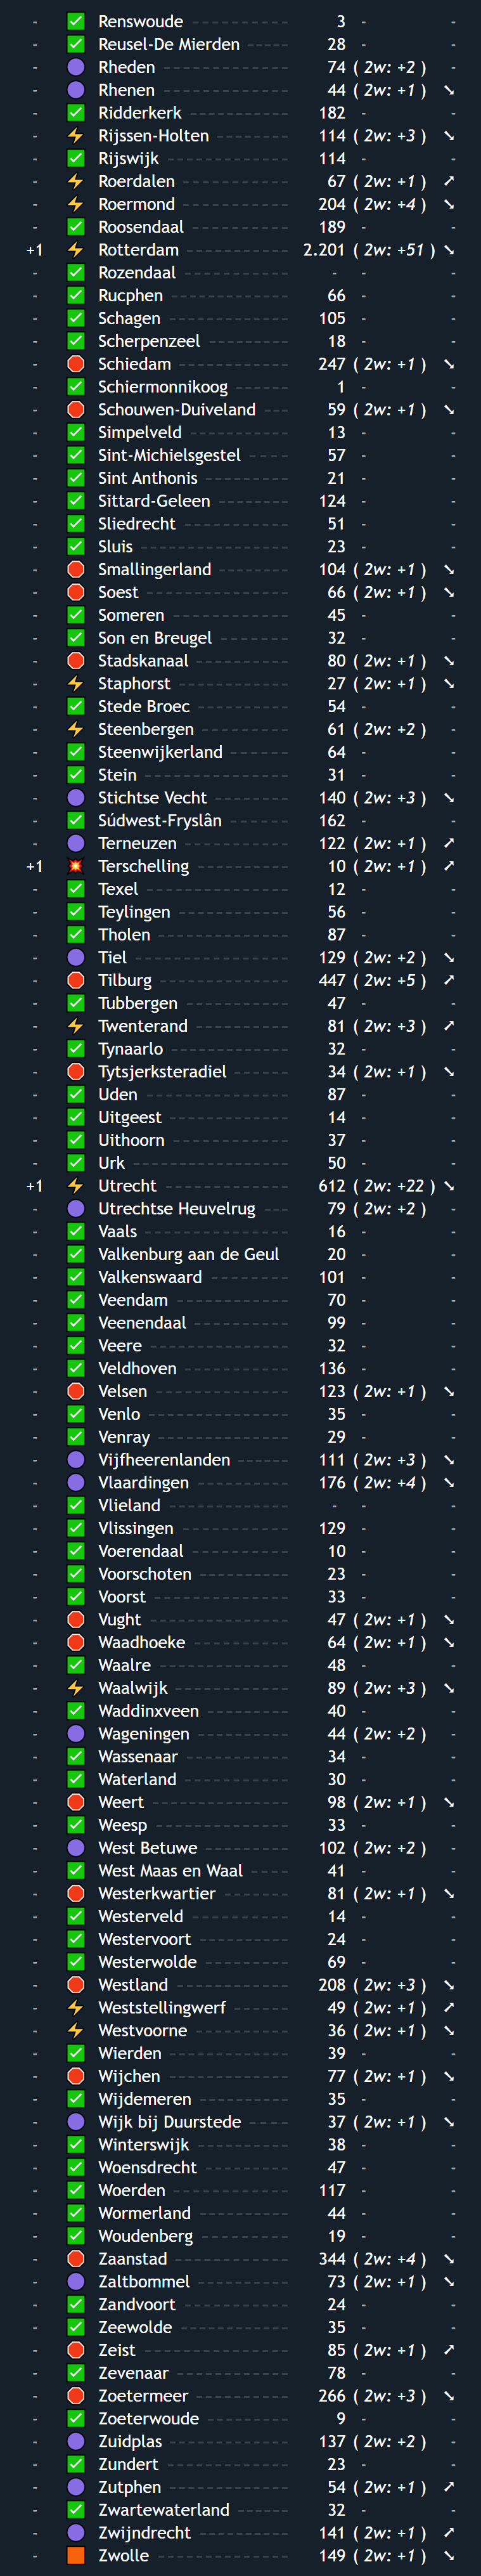 - ✅ Renswoude ------ 3 - -
- ✅ Reusel-De Mierden ------ 28 - -
- 🟣 Rheden ------ 74 ( 2w: +2 ) -
- 🟣 Rhenen ------ 44 ( 2w: +1 ) ➘
- ✅ Ridderkerk ------ 182 - -
- ⚡ Rijssen-Holten ------ 114 ( 2w: +3 ) ➘
- ✅ Rijswijk ------ 114 - -
- ⚡ Roerdalen ------ 67 ( 2w: +1 ) ➚
- ⚡ Roermond ------ 204 ( 2w: +4 ) ➘
- ✅ Roosendaal ------ 189 - -
+1 ⚡ Rotterdam ------ 2.201 ( 2w: +51 ) ➘
- ✅ Rozendaal ------ - - -
- ✅ Rucphen ------ 66 - -
- ✅ Schagen ------ 105 - -
- ✅ Scherpenzeel ------ 18 - -
- 🛑 Schiedam ------ 247 ( 2w: +1 ) ➘
- ✅ Schiermonnikoog ------ 1 - -
- 🛑 Schouwen-Duiveland ------ 59 ( 2w: +1 ) ➘
- ✅ Simpelveld ------ 13 - -
- ✅ Sint-Michielsgestel ------ 57 - -
- ✅ Sint Anthonis ------ 21 - -
- ✅ Sittard-Geleen ------ 124 - -
- ✅ Sliedrecht ------ 51 - -
- ✅ Sluis ------ 23 - -
- 🛑 Smallingerland ------ 104 ( 2w: +1 ) ➘
- 🛑 Soest ------ 66 ( 2w: +1 ) ➘
- ✅ Someren ------ 45 - -
- ✅ Son en Breugel ------ 32 - -
- 🛑 Stadskanaal ------ 80 ( 2w: +1 ) ➘
- ⚡ Staphorst ------ 27 ( 2w: +1 ) ➘
- ✅ Stede Broec ------ 54 - -
- ⚡ Steenbergen ------ 61 ( 2w: +2 ) -
- ✅ Steenwijkerland ------ 64 - -
- ✅ Stein ------ 31 - -
- 🟣 Stichtse Vecht ------ 140 ( 2w: +3 ) ➘
- ✅ Súdwest-Fryslân ------ 162 - -
- 🟣 Terneuzen ------ 122 ( 2w: +1 ) ➚
+1 💥 Terschelling ------ 10 ( 2w: +1 ) ➚
- ✅ Texel ------ 12 - -
- ✅ Teylingen ------ 56 - -
- ✅ Tholen ------ 87 - -
- 🟣 Tiel ------ 129 ( 2w: +2 ) ➘
- 🛑 Tilburg ------ 447 ( 2w: +5 ) ➚
- ✅ Tubbergen ------ 47 - -
- ⚡ Twenterand ------ 81 ( 2w: +3 ) ➚
- ✅ Tynaarlo ------ 32 - -
- 🛑 Tytsjerksteradiel ------ 34 ( 2w: +1 ) ➘
- ✅ Uden ------ 87 - -
- ✅ Uitgeest ------ 14 - -
- ✅ Uithoorn ------ 37 - -
- ✅ Urk ------ 50 - -
+1 ⚡ Utrecht ------ 612 ( 2w: +22 ) ➘
- 🟣 Utrechtse Heuvelrug ------ 79 ( 2w: +2 ) -
- ✅ Vaals ------ 16 - -
- ✅ Valkenburg aan de Geul 20 - -
- ✅ Valkenswaard ------ 101 - -
- ✅ Veendam ------ 70 - -
- ✅ Veenendaal ------ 99 - -
- ✅ Veere ------ 32 - -
- ✅ Veldhoven ------ 136 - -
- 🛑 Velsen ------ 123 ( 2w: +1 ) ➘
- ✅ Venlo ------ 35 - -
- ✅ Venray ------ 29 - -
- 🟣 Vijfheerenlanden ------ 111 ( 2w: +3 ) ➘
- 🟣 Vlaardingen ------ 176 ( 2w: +4 ) ➘
- ✅ Vlieland ------ - - -
- ✅ Vlissingen ------ 129 - -
- ✅ Voerendaal ------ 10 - -
- ✅ Voorschoten ------ 23 - -
- ✅ Voorst ------ 33 - -
- 🛑 Vught ------ 47 ( 2w: +1 ) ➘
- 🛑 Waadhoeke ------ 64 ( 2w: +1 ) ➘
- ✅ Waalre ------ 48 - -
- ⚡ Waalwijk ------ 89 ( 2w: +3 ) ➘
- ✅ Waddinxveen ------ 40 - -
- 🟣 Wageningen ------ 44 ( 2w: +2 ) -
- ✅ Wassenaar ------ 34 - -
- ✅ Waterland ------ 30 - -
- 🛑 Weert ------ 98 ( 2w: +1 ) ➘
- ✅ Weesp ------ 33 - -
- 🟣 West Betuwe ------ 102 ( 2w: +2 ) -
- ✅ West Maas en Waal ------ 41 - -
- 🛑 Westerkwartier ------ 81 ( 2w: +1 ) ➘
- ✅ Westerveld ------ 14 - -
- ✅ Westervoort ------ 24 - -
- ✅ Westerwolde ------ 69 - -
- 🛑 Westland ------ 208 ( 2w: +3 ) ➘
- ⚡ Weststellingwerf ------ 49 ( 2w: +1 ) ➚
- ⚡ Westvoorne ------ 36 ( 2w: +1 ) ➘
- ✅ Wierden ------ 39 - -
- 🛑 Wijchen ------ 77 ( 2w: +1 ) ➘
- ✅ Wijdemeren ------ 35 - -
- 🟣 Wijk bij Duurstede ---- 37 ( 2w: +1 ) ➘
- ✅ Winterswijk ------ 38 - -
- ✅ Woensdrecht ------ 47 - -
- ✅ Woerden ------ 117 - -
- ✅ Wormerland ------ 44 - -
- ✅ Woudenberg ------ 19 - -
- 🛑 Zaanstad ------ 344 ( 2w: +4 ) ➘
- 🟣 Zaltbommel ------ 73 ( 2w: +1 ) ➘
- ✅ Zandvoort ------ 24 - -
- ✅ Zeewolde ------ 35 - -
- 🛑 Zeist ------ 85 ( 2w: +1 ) ➚
- ✅ Zevenaar ------ 78 - -
- 🛑 Zoetermeer ------ 266 ( 2w: +3 ) ➘
- ✅ Zoeterwoude ------ 9 - -
- 🟣 Zuidplas ------ 137 ( 2w: +2 ) -
- ✅ Zundert ------ 23 - -
- 🟣 Zutphen ------ 54 ( 2w: +1 ) ➚
- ✅ Zwartewaterland ------ 32 - -
- 🟣 Zwijndrecht ------ 141 ( 2w: +1 ) ➚
- 🟧 Zwolle ------ 149 ( 2w: +1 ) ➘